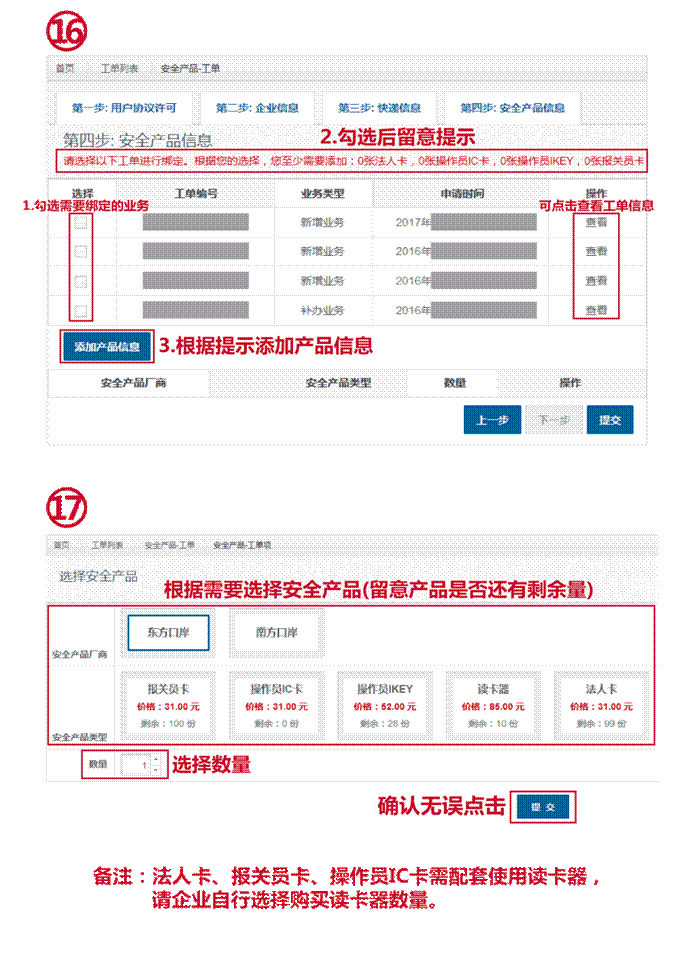 16
首页 工单列表 安全产品-工单
第一步: 用户协议许可 第二步: 企业信息 第三步: 快递信息 第四步: 安全产品信息
第四步: 安全产品信息
2.勾选后留意提示
请选择以下工单进行绑定。根据您的选择，您至少需要添加：0张法人卡，0张操作员IC卡，0张操作员IKEY，0张报关员卡
选择 工单编号 业务类型 申请时间 操作
1.勾选需要绑定的业务 可点击查看工单信息
新增业务 2017年 查看
新增业务 2016年 查看
新增业务 2016年 查看
补办业务 2016年 查看
添加产品信息 3.根据提示添加产品信息
安全产品厂商 安全产品类型 数量 操作
上一步 下一步 提交
17
首页 工单列表 安全产品-工单 安全产品-工单项
选择安全产品
根据需要选择安全产品(留意产品是否还有剩余量)
东方口岸 南方口岸
安全产品厂商
报关员卡 操作员IC卡 操作员IKEY 读卡器 法人卡
价格：31.00 元 价格：31.00 元 价格：52.00 元 价格：85.00 元 价格：31.00 元
剩余：100 份 剩余：0 份 剩余：28 份 剩余：10 份 剩余：99 份
安全产品类型
数量 1 选择数量
确认无误点击 提 交
备注：法人卡、报关员卡、操作员IC卡需配套使用读卡器，
请企业自行选择购买读卡器数量。